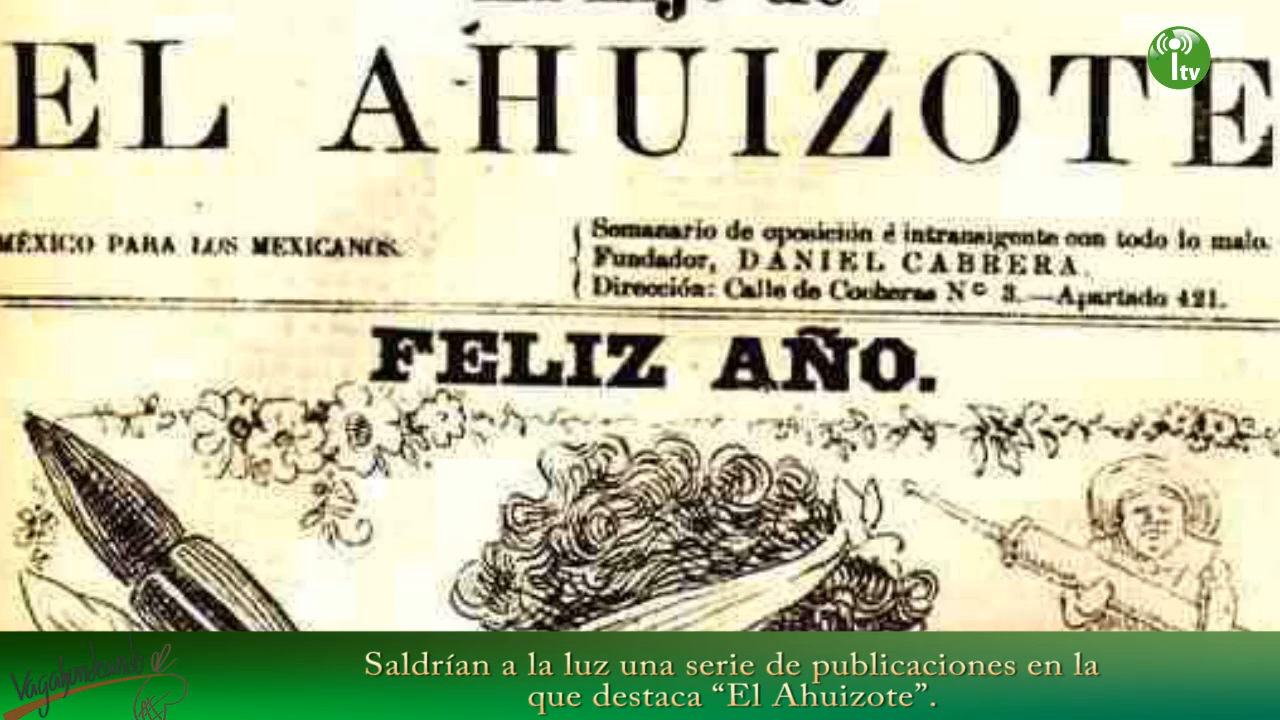 EL AHUIZOTE
itv
MÉXICO PARA LOS MEXICANOS.
Semanario de oposición é intransigente con todo lo malo.
Fundador, DANIEL CABRERA.
Dirección: Calle de Cocheras Nº 3.—Apartado 421.
FELIZ AÑO.
Vagabundeando
Saldrían a la luz una serie de publicaciones en la
que destaca “El Ahuizote”.